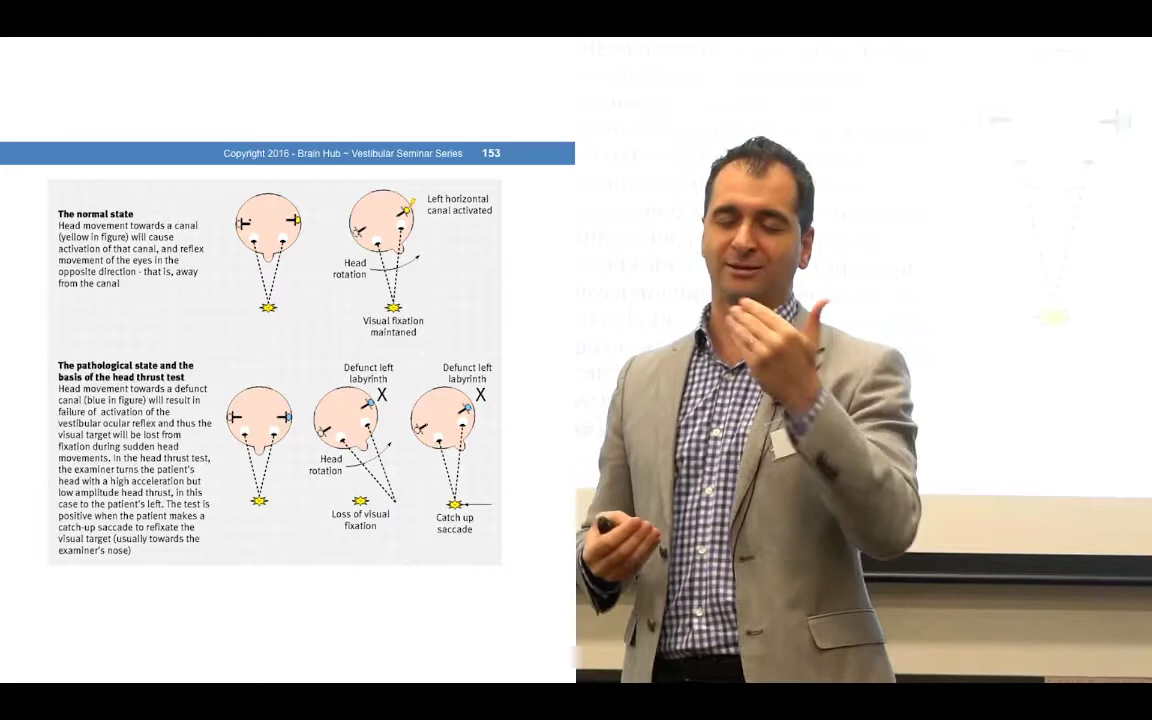 Copyright 2016 - Brain Hub ~ Vestibular Seminar Series 153
The normal state
Head movement towards a canal
(yellow in figure) will cause
activation of that canal, and reflex
movement of the eyes in the
opposite direction - that is, away
from the canal
Left horizontal
canal activated
Head
rotation
Visual fixation
maintaned
The pathological state and the
basis of the head thrust test
Head movement towards a defunct
canal (blue in figure) will result in
failure of activation of the
vestibular ocular reflex and thus the
visual target will be lost from
fixation during sudden head
movements. In the head thrust test,
the examiner turns the patient's
head with a high acceleration but
low amplitude head thrust, in this
case to the patient's left. The test is
positive when the patient makes a
catch-up saccade to refixate the
visual target (usually towards the
examiner's nose)
Defunct left
labyrinth
X
Defunct left
labyrinth
X
Head
rotation
Loss of visual
fixation
Catch up
saccade